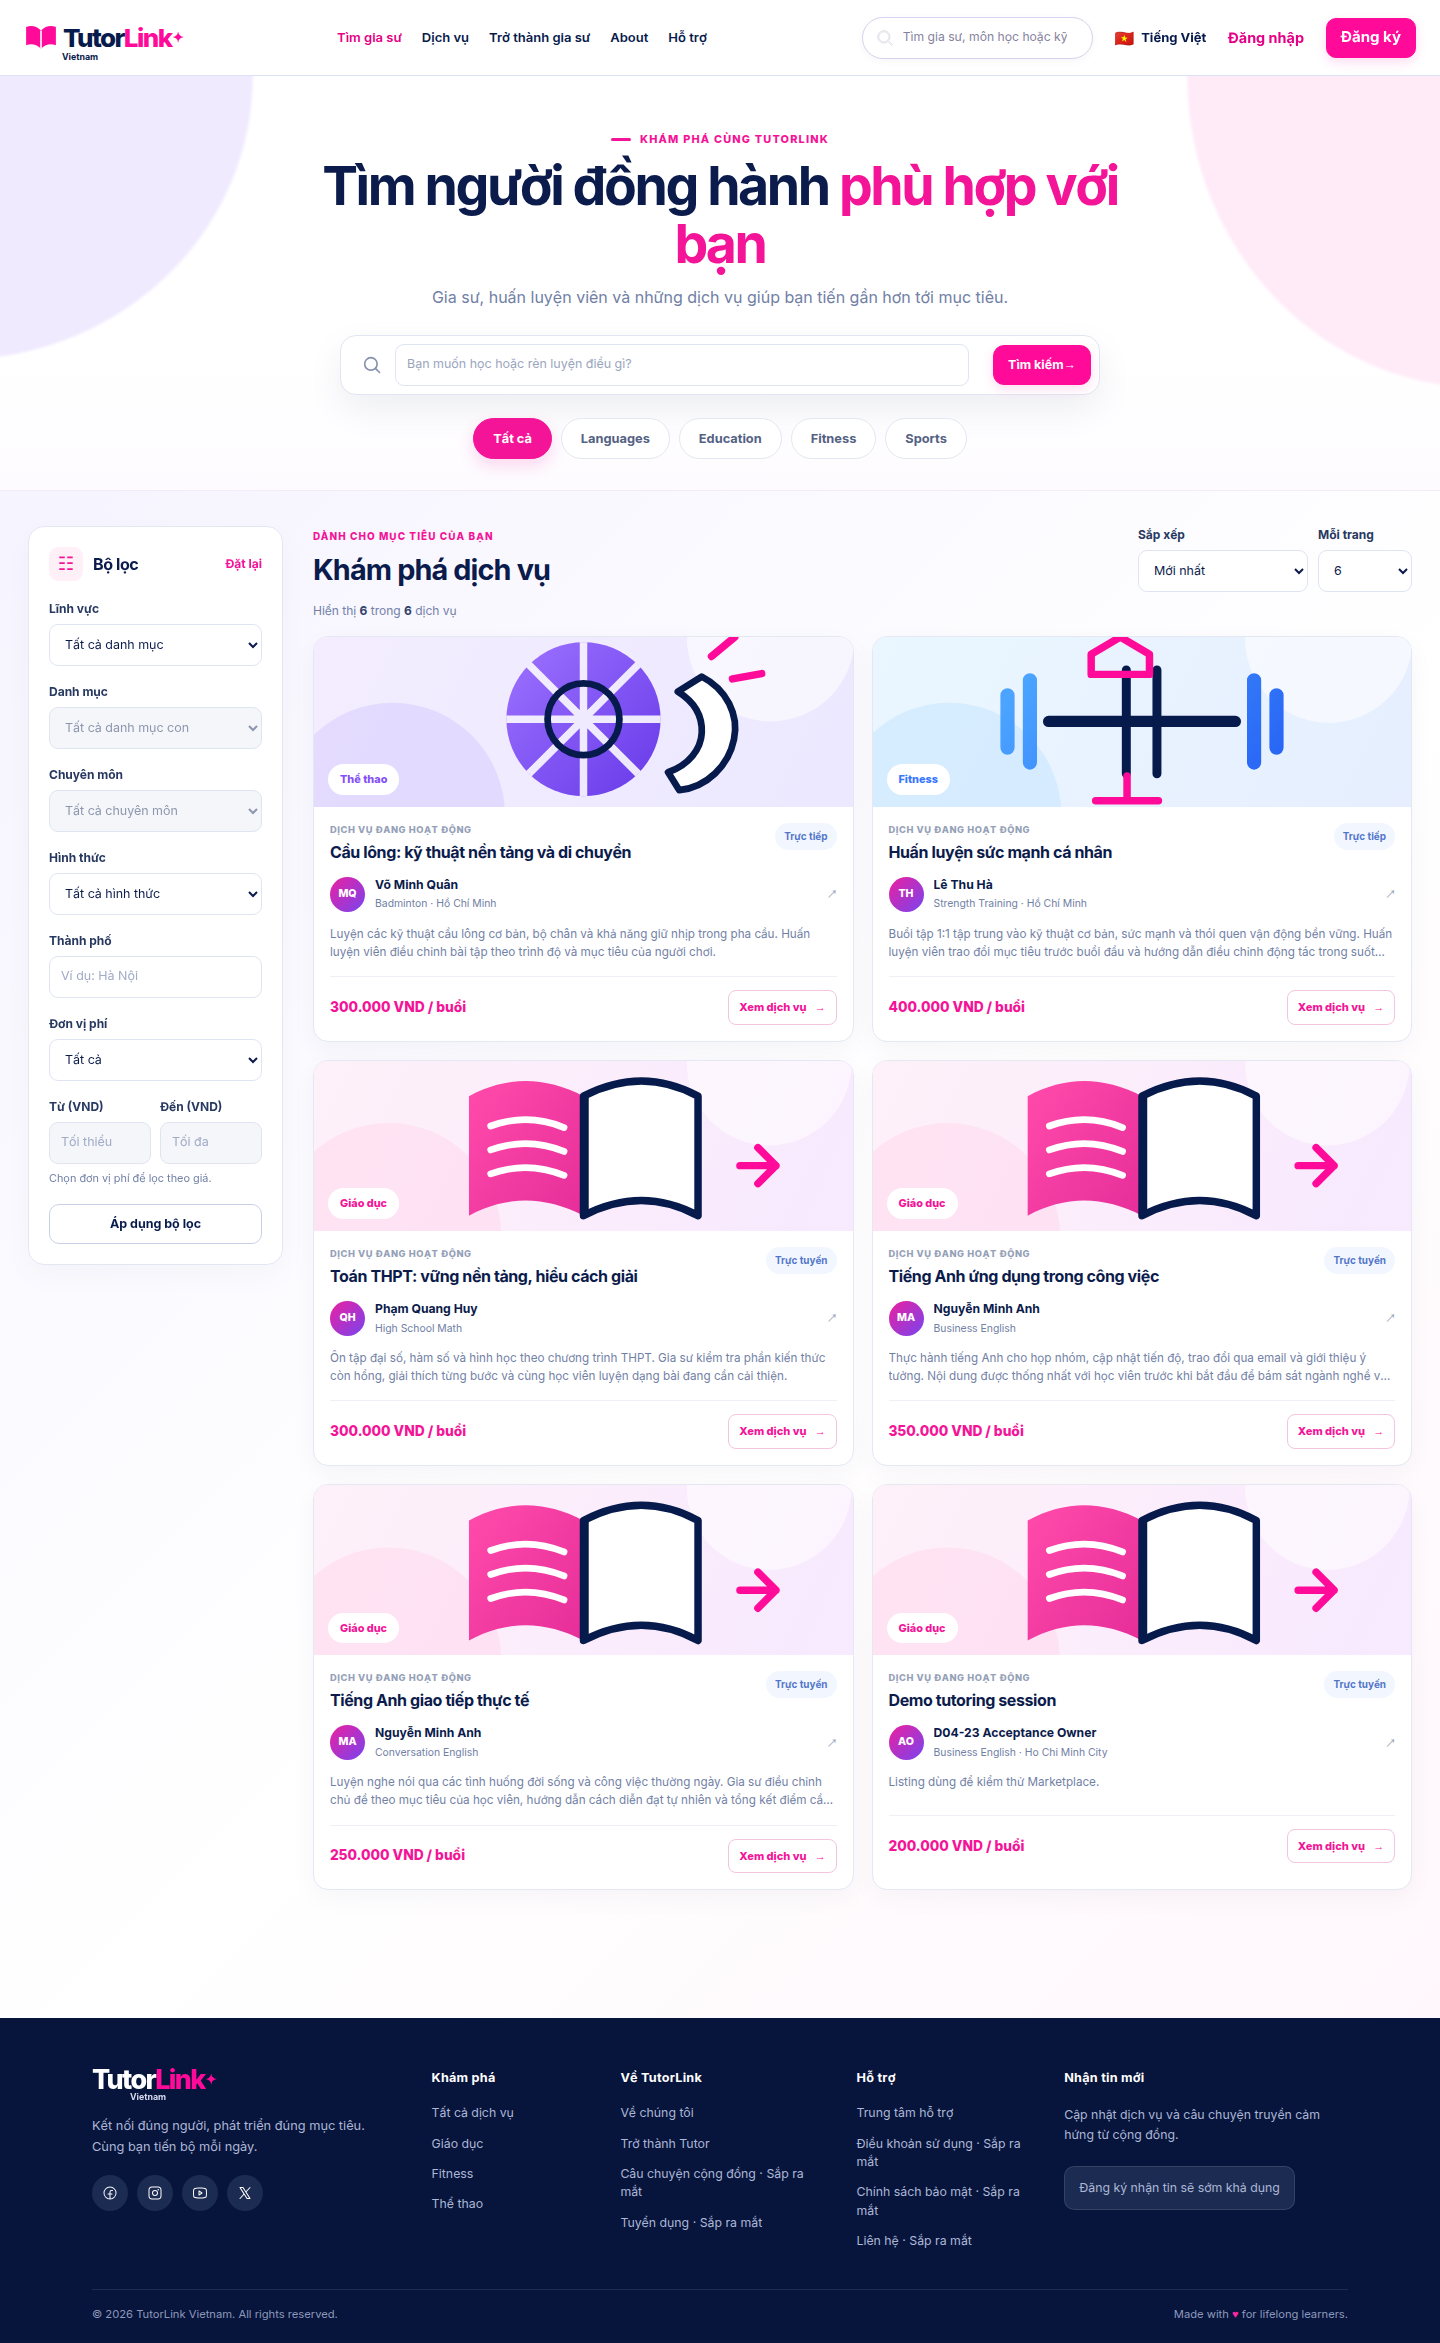 TutorLink
Vietnam
Tìm gia sư
Dịch vụ
Trở thành gia sư
About
Hỗ trợ
Tìm gia sư, môn học hoặc kỹ
Tiếng Việt
Đăng nhập
Đăng ký
KHÁM PHÁ CÙNG TUTORLINK
Tìm người đồng hành phù hợp với
bạn
Gia sư, huấn luyện viên và những dịch vụ giúp bạn tiến gần hơn tới mục tiêu.
Bạn muốn học hoặc rèn luyện điều gì?
Tìm kiếm→
Tất cả
Languages
Education
Fitness
Sports
Bộ lọc
Đặt lại
Lĩnh vực
Tất cả danh mục
Danh mục
Tất cả danh mục con
Chuyên môn
Tất cả chuyên môn
Hình thức
Tất cả hình thức
Thành phố
Ví dụ: Hà Nội
Đơn vị phí
Tất cả
Từ (VND)
Đến (VND)
Tối thiểu
Tối đa
Chọn đơn vị phí để lọc theo giá.
Áp dụng bộ lọc
DÀNH CHO MỤC TIÊU CỦA BẠN
Khám phá dịch vụ
Hiển thị 6 trong 6 dịch vụ
Sắp xếp
Mới nhất
Mỗi trang
6
Thể thao
DỊCH VỤ ĐANG HOẠT ĐỘNG
Trực tiếp
Cầu lông: kỹ thuật nền tảng và di chuyển
MQ
Võ Minh Quân
Badminton · Hồ Chí Minh
↗
Luyện các kỹ thuật cầu lông cơ bản, bộ chân và khả năng giữ nhịp trong pha cầu. Huấn
luyện viên điều chỉnh bài tập theo trình độ và mục tiêu của người chơi.
300.000 VND / buổi
Xem dịch vụ →
Fitness
DỊCH VỤ ĐANG HOẠT ĐỘNG
Trực tiếp
Huấn luyện sức mạnh cá nhân
TH
Lê Thu Hà
Strength Training · Hồ Chí Minh
↗
Buổi tập 1:1 tập trung vào kỹ thuật cơ bản, sức mạnh và thói quen vận động bền vững. Huấn
luyện viên trao đổi mục tiêu trước buổi đầu và hướng dẫn điều chỉnh động tác trong suốt...
400.000 VND / buổi
Xem dịch vụ →
Giáo dục
DỊCH VỤ ĐANG HOẠT ĐỘNG
Trực tuyến
Toán THPT: vững nền tảng, hiểu cách giải
QH
Phạm Quang Huy
High School Math
↗
Ôn tập đại số, hàm số và hình học theo chương trình THPT. Gia sư kiểm tra phần kiến thức
còn hổng, giải thích từng bước và cùng học viên luyện dạng bài đang cần cải thiện.
300.000 VND / buổi
Xem dịch vụ →
Giáo dục
DỊCH VỤ ĐANG HOẠT ĐỘNG
Trực tuyến
Tiếng Anh ứng dụng trong công việc
MA
Nguyễn Minh Anh
Business English
↗
Thực hành tiếng Anh cho họp nhóm, cập nhật tiến độ, trao đổi qua email và giới thiệu ý
tưởng. Nội dung được thống nhất với học viên trước khi bắt đầu để bám sát ngành nghề v...
350.000 VND / buổi
Xem dịch vụ →
Giáo dục
DỊCH VỤ ĐANG HOẠT ĐỘNG
Trực tuyến
Tiếng Anh giao tiếp thực tế
MA
Nguyễn Minh Anh
Conversation English
↗
Luyện nghe nói qua các tình huống đời sống và công việc thường ngày. Gia sư điều chỉnh
chủ đề theo mục tiêu của học viên, hướng dẫn cách diễn đạt tự nhiên và tổng kết điểm cầ...
250.000 VND / buổi
Xem dịch vụ →
Giáo dục
DỊCH VỤ ĐANG HOẠT ĐỘNG
Trực tuyến
Demo tutoring session
AO
D04-23 Acceptance Owner
Business English · Ho Chi Minh City
↗
Listing dùng để kiểm thử Marketplace.
200.000 VND / buổi
Xem dịch vụ →
TutorLink
Vietnam
Kết nối đúng người, phát triển đúng mục tiêu.
Cùng bạn tiến bộ mỗi ngày.
Khám phá
Tất cả dịch vụ
Giáo dục
Fitness
Thể thao
Về TutorLink
Về chúng tôi
Trở thành Tutor
Câu chuyện cộng đồng · Sắp ra
mắt
Tuyển dụng · Sắp ra mắt
Hỗ trợ
Trung tâm hỗ trợ
Điều khoản sử dụng · Sắp ra
mắt
Chính sách bảo mật · Sắp ra
mắt
Liên hệ · Sắp ra mắt
Nhận tin mới
Cập nhật dịch vụ và câu chuyện truyền cảm
hứng từ cộng đồng.
Đăng ký nhận tin sẽ sớm khả dụng
© 2026 TutorLink Vietnam. All rights reserved.
Made with ♥ for lifelong learners.